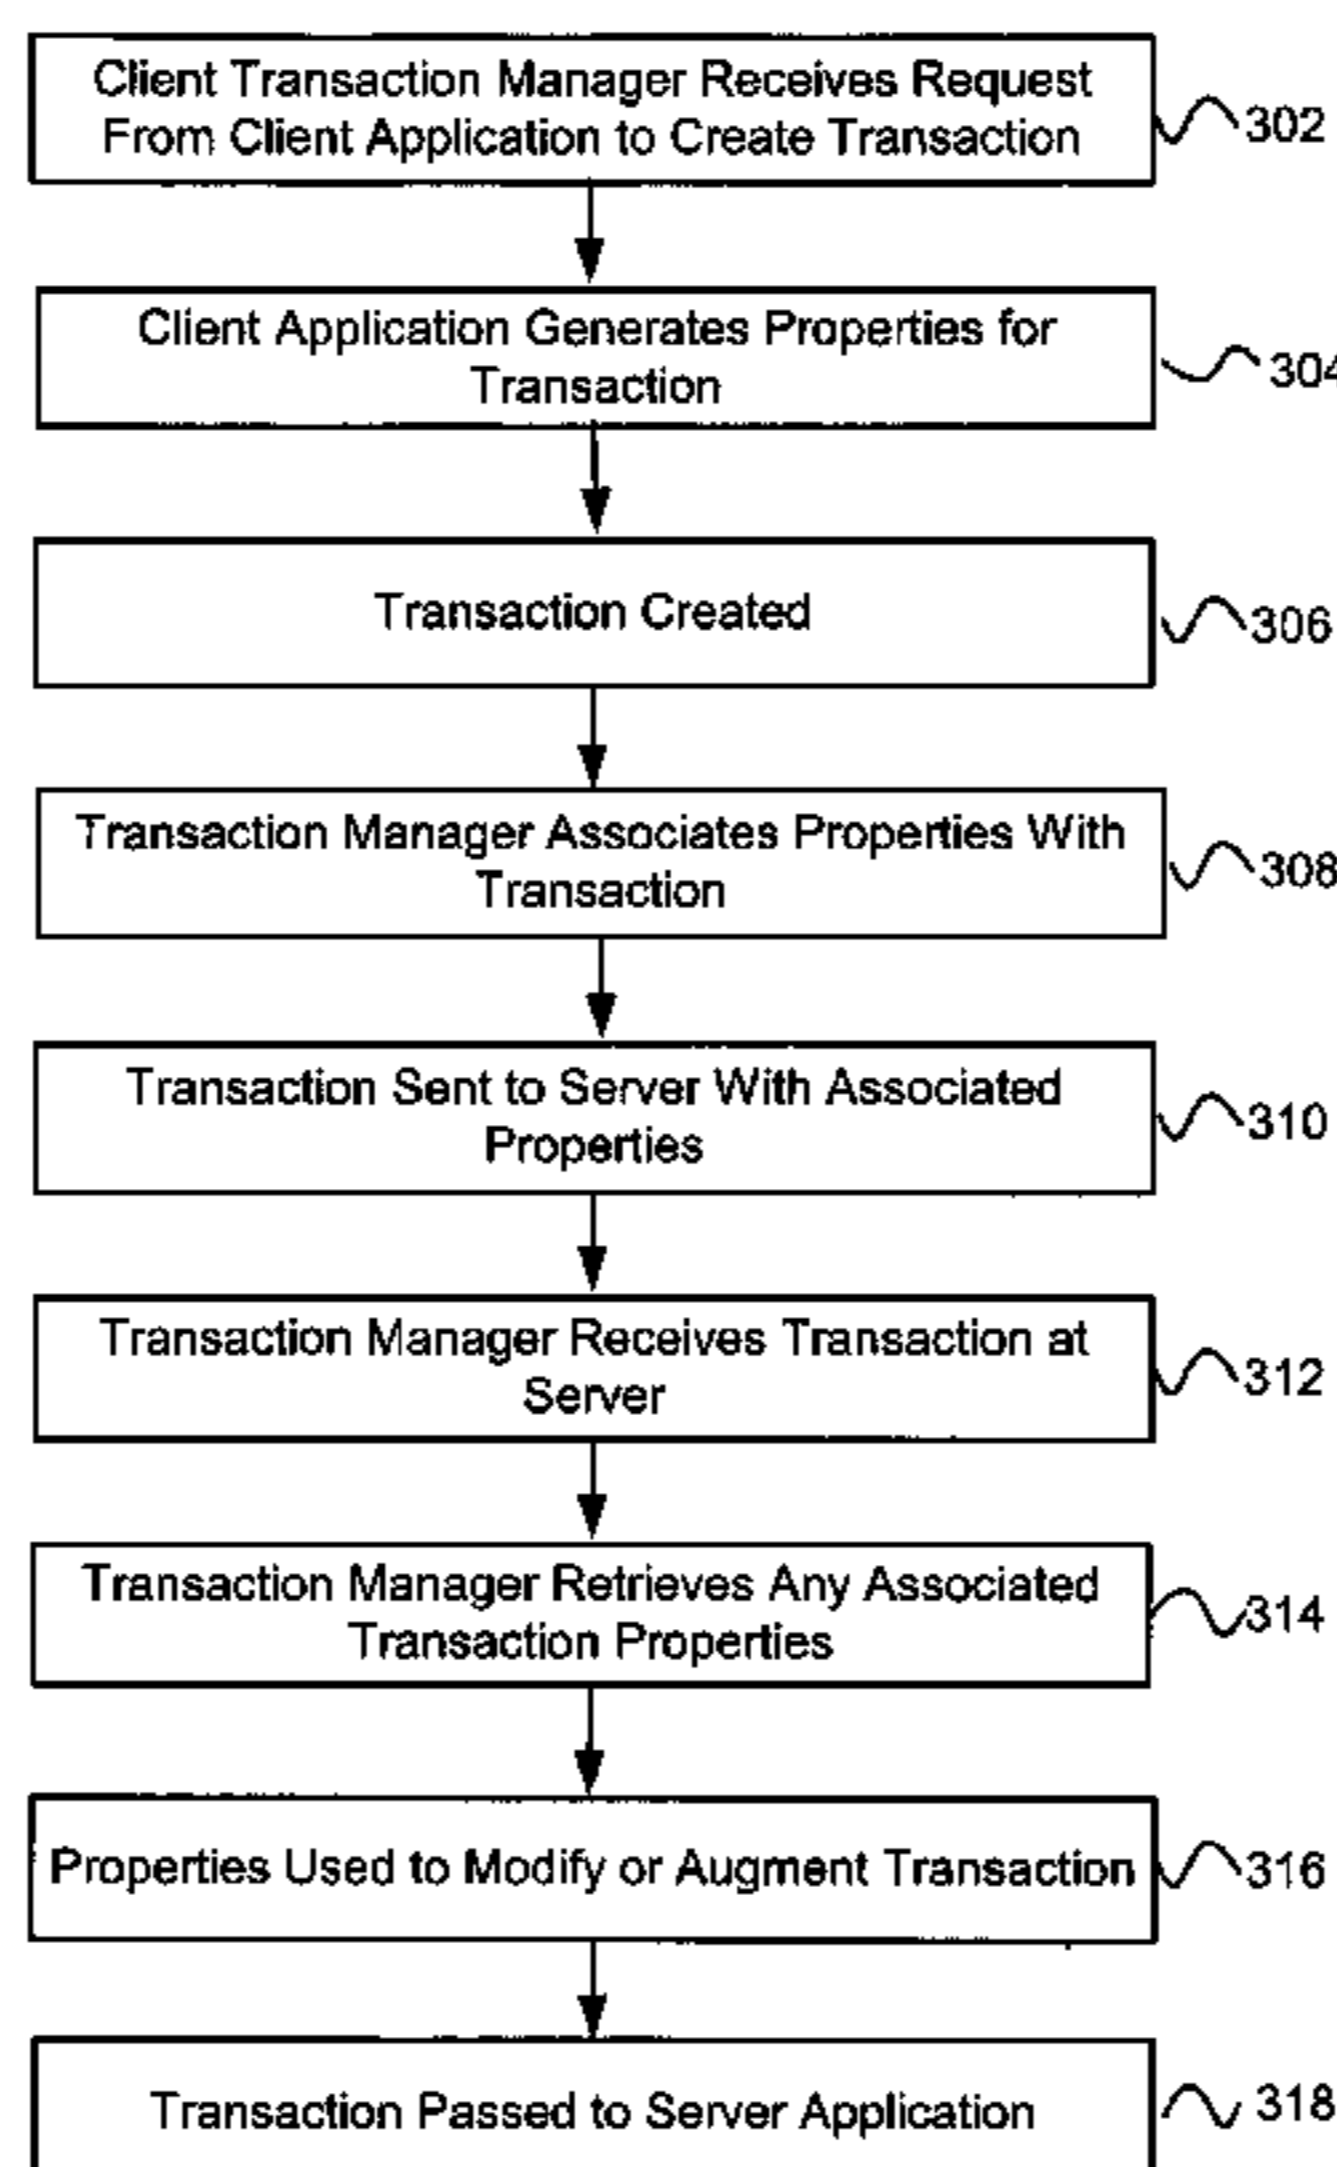 Client Transaction Manager Receives Request
From Client Application to Create Transaction
302
Client Application Generates Properties for
Transaction
304
Transaction Created
306
Transaction Manager Associates Properties With
Transaction
308
Transaction Sent to Server With Associated
Properties
310
Transaction Manager Receives Transaction at
Server
312
Transaction Manager Retrieves Any Associated
Transaction Properties
314
Properties Used to Modify or Augment Transaction
316
Transaction Passed to Server Application
318